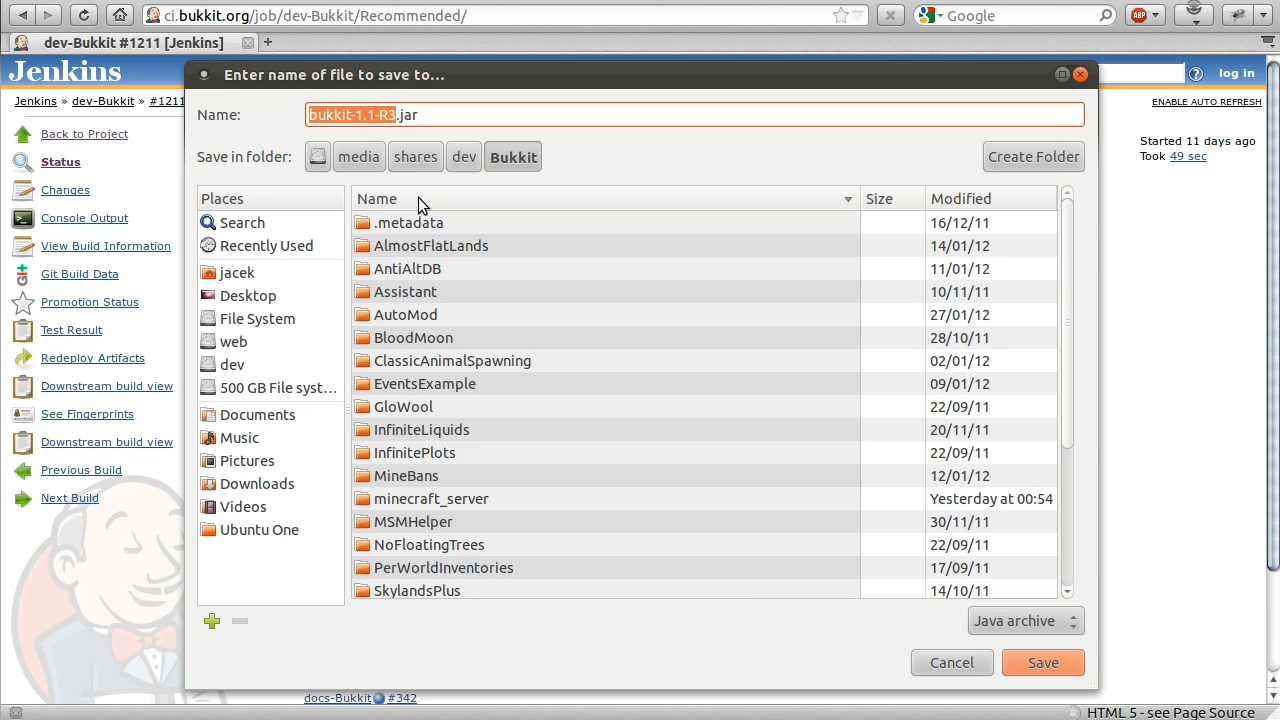 ci.bukkit.org/job/dev-Bukkit/Recommended/
Google
ABP
dev-Bukkit #1211 [Jenkins]
Jenkins
log in
Jenkins » dev-Bukkit » #1211
ENABLE AUTO REFRESH
Back to Project
Status
Changes
Console Output
View Build Information
Git Build Data
Promotion Status
Test Result
Redeploy Artifacts
Downstream build view
See Fingerprints
Downstream build view
Previous Build
Next Build
Started 11 days ago
Took 49 sec
Enter name of file to save to...
Name:
bukkit-1.1-R3.jar
Save in folder:
media
shares
dev
Bukkit
Create Folder
Places
Search
Recently Used
jacek
Desktop
File System
web
dev
500 GB File syst...
Documents
Music
Pictures
Downloads
Videos
Ubuntu One
Name Size Modified
.metadata 16/12/11
AlmostFlatLands 14/01/12
AntiAltDB 11/01/12
Assistant 10/11/11
AutoMod 27/01/12
BloodMoon 28/10/11
ClassicAnimalSpawning 02/01/12
EventsExample 09/01/12
GloWool 22/09/11
InfiniteLiquids 20/11/11
InfinitePlots 22/09/11
MineBans 12/01/12
minecraft_server Yesterday at 00:54
MSMHelper 30/11/11
NoFloatingTrees 22/09/11
PerWorldInventories 17/09/11
SkylandsPlus 14/10/11
Java archive
Cancel
Save
docs-Bukkit #342
HTML 5 - see Page Source